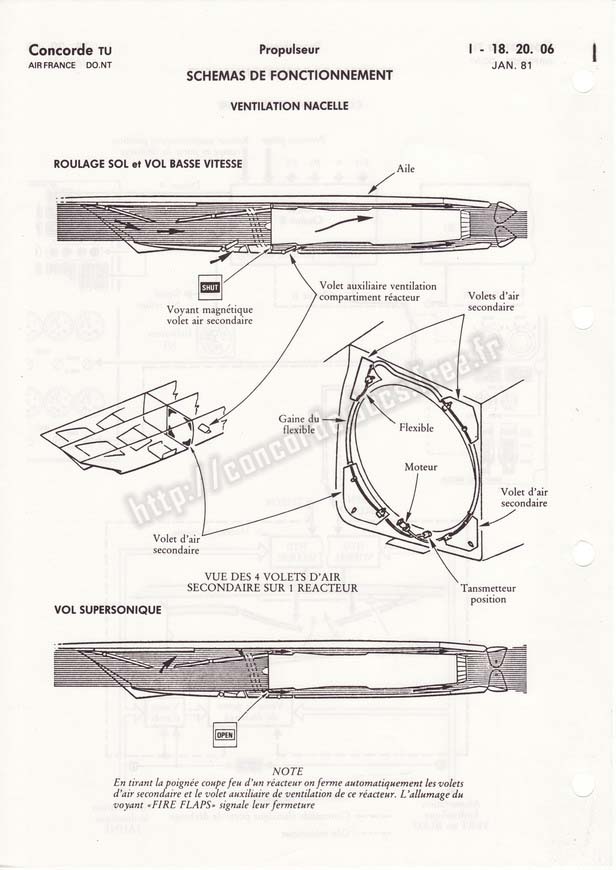 Concorde TU
AIR FRANCE DO.NT
Propulseur
I - 18. 20. 06
JAN. 81
SCHEMAS DE FONCTIONNEMENT
VENTILATION NACELLE
ROULAGE SOL et VOL BASSE VITESSE
Aile
SHUT
Voyant magnétique
volet air secondaire
Volet auxiliaire ventilation
compartiment réacteur
Volets d'air
secondaire
Gaine du
flexible
Flexible
Moteur
Volet d'air
secondaire
Volet d'air
secondaire
Tansmetteur
position
VUE DES 4 VOLETS D'AIR
SECONDAIRE SUR 1 REACTEUR
VOL SUPERSONIQUE
OPEN
NOTE
En tirant la poignée coupe feu d'un réacteur on ferme automatiquement les volets
d'air secondaire et le volet auxiliaire de ventilation de ce réacteur. L'allumage du
voyant «FIRE FLAPS» signale leur fermeture